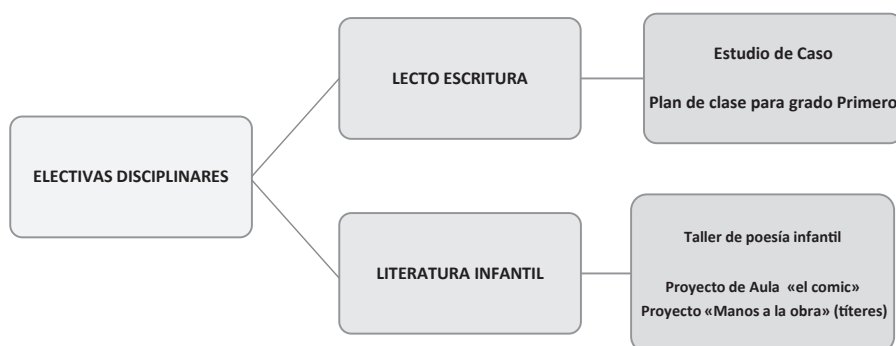 ELECTIVAS DISCIPLINARES
LECTO ESCRITURA
Estudio de Caso
Plan de clase para grado Primero
LITERATURA INFANTIL
Taller de poesía infantil
Proyecto de Aula «el comic»
Proyecto «Manos a la obra» (títeres)